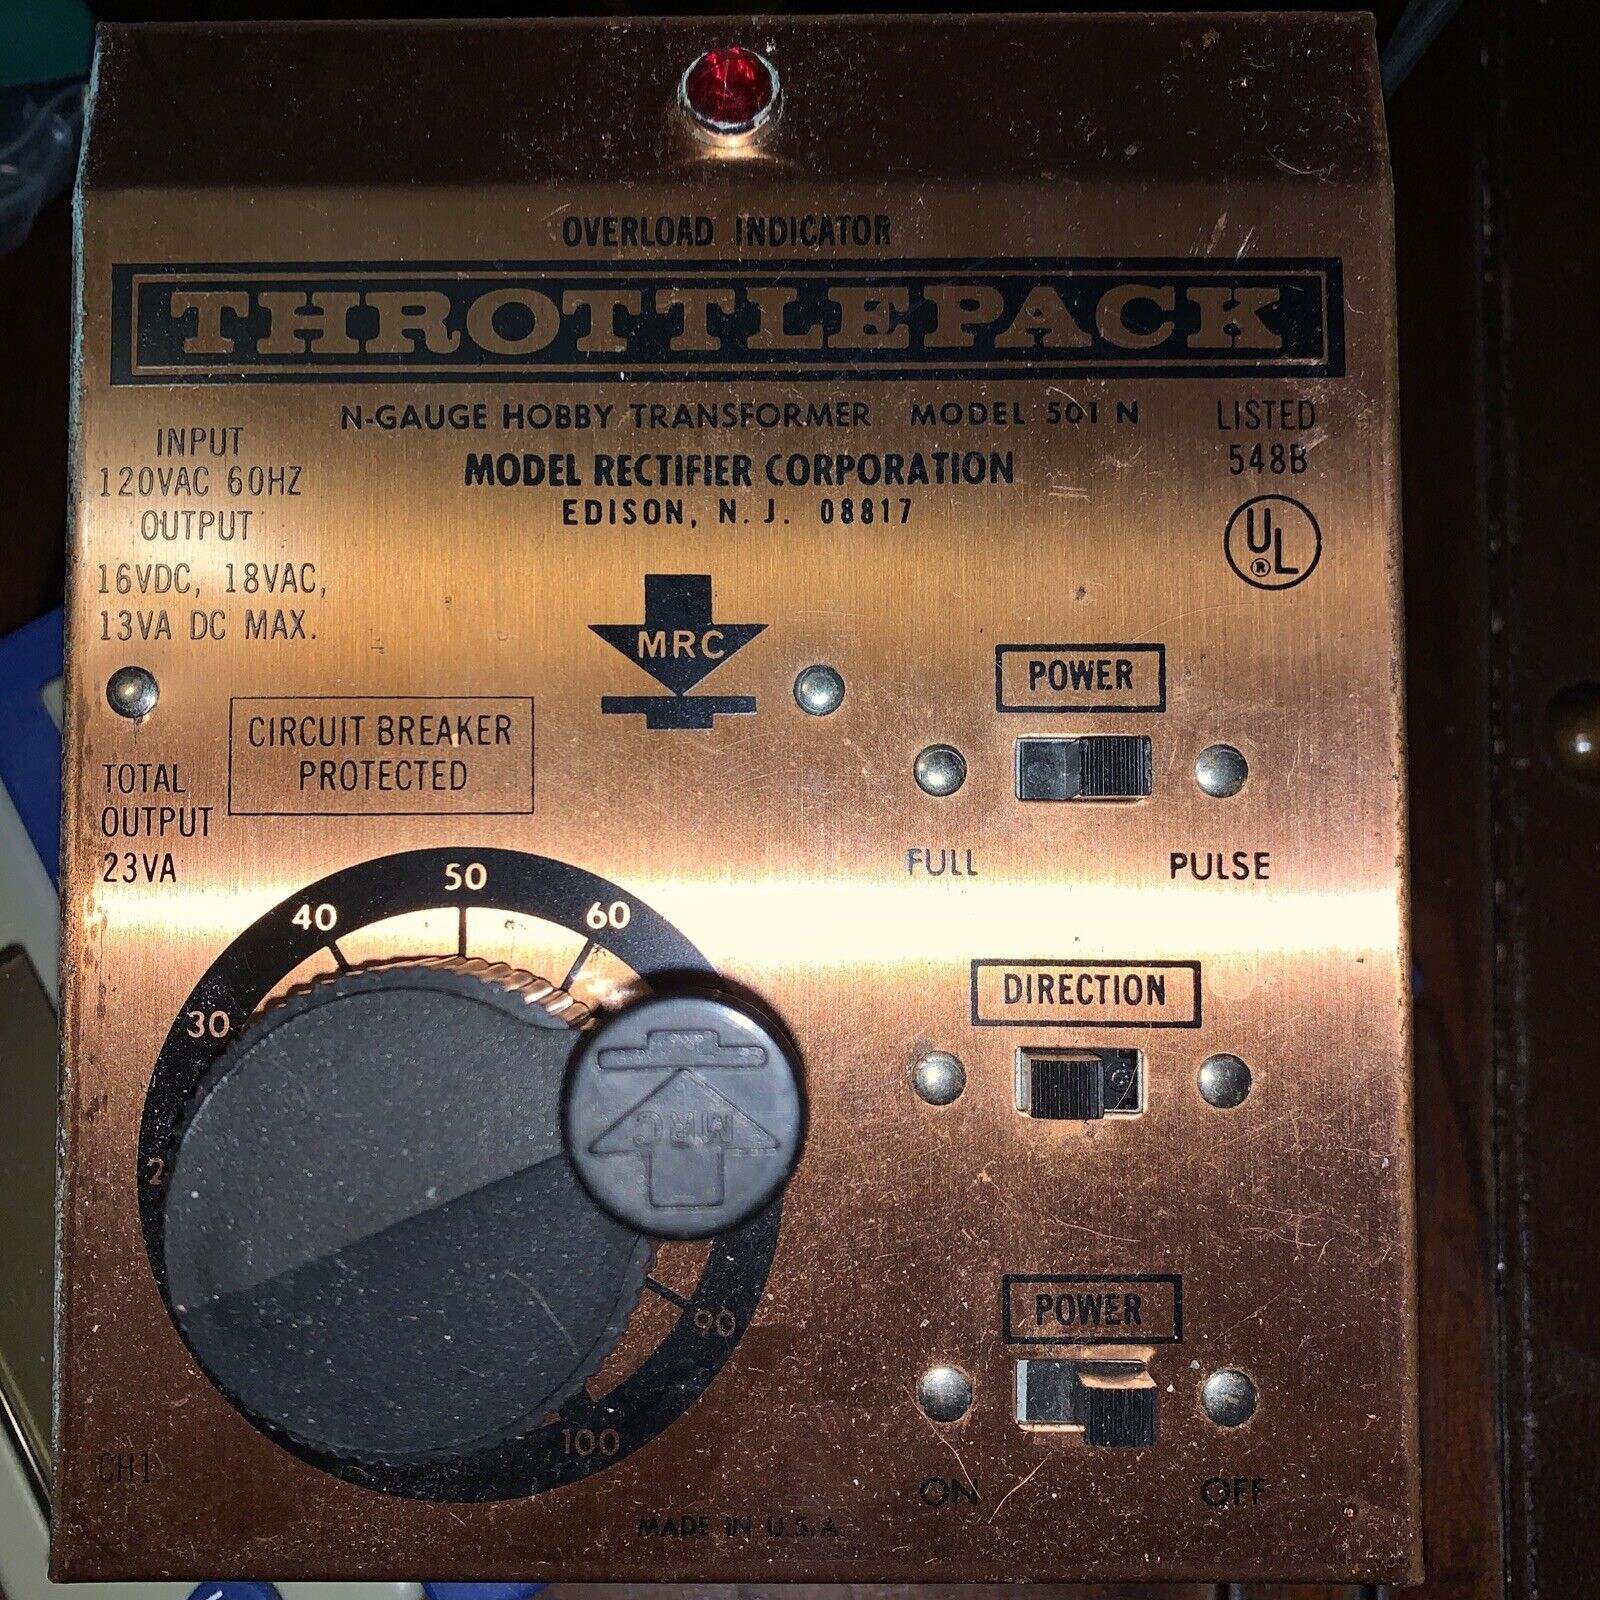 OVERLOAD INDICATOR
THROTTLEPACK
N-GAUGE HOBBY TRANSFORMER MODEL 501 N
MODEL RECTIFIER CORPORATION
EDISON, N. J. 08817
LISTED
548B
UL
®
INPUT
120VAC 60HZ
OUTPUT
16VDC, 18VAC,
13VA DC MAX.
MRC
CIRCUIT BREAKER
PROTECTED
TOTAL
OUTPUT
23VA
POWER
FULL PULSE
DIRECTION
POWER
ON OFF
2
30
40
50
60
90
100
MRC
CH1
MADE IN U.S.A.